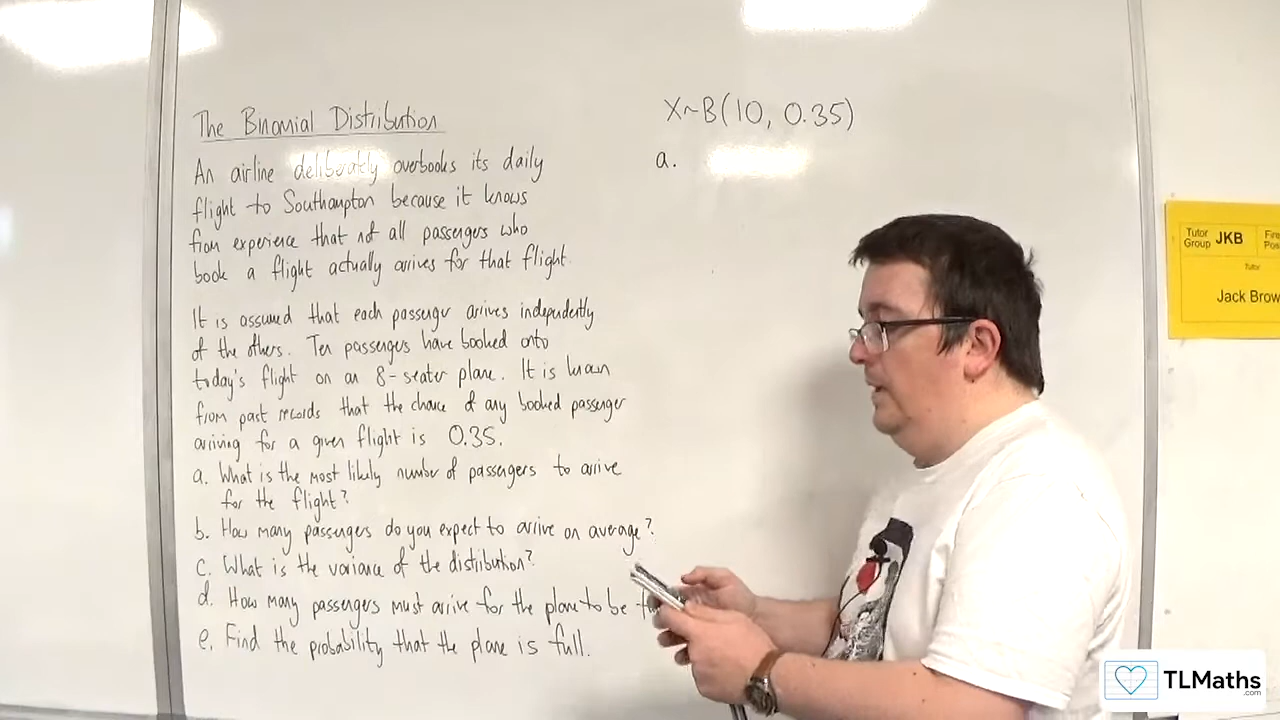 The Binomial Distribution
An airline deliberately overbooks its daily
flight to Southampton because it knows
from experience that not all passengers who
book a flight actually arrives for that flight.
It is assumed that each passenger arrives independently
of the others. Ten passengers have booked onto
today's flight on an 8-seater plane. It is known
from past records that the chance of any booked passenger
arriving for a given flight is 0.35.
a. What is the most likely number of passengers to arrive
for the flight?
b. How many passengers do you expect to arrive on average?
c. What is the variance of the distribution?
d. How many passengers must arrive for the plane to be
e. Find the probability that the plane is full.
X~B(10, 0.35)
a.
Tutor
Group JKB
Tutor
Jack Brow
TLMaths
.com